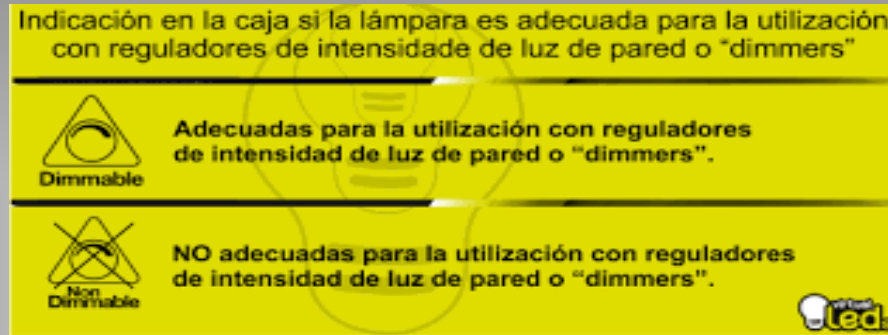 Indicación en la caja si la lámpara es adecuada para la utilización
con reguladores de intensidade de luz de pared o "dimmers"
Adecuadas para la utilización con reguladores
de intensidad de luz de pared o "dimmers".
Dimmable
NO adecuadas para la utilización con reguladores
de intensidad de luz de pared o "dimmers".
Non
Dimmable
virtual
Led